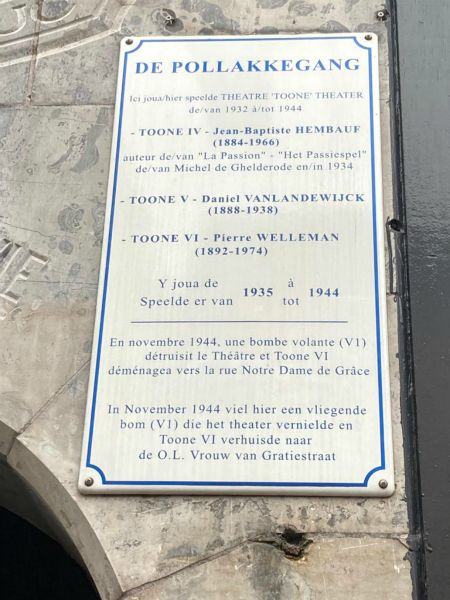 DE POLLAKKEGANG
Ici joua/hier speelde THEATRE 'TOONE' THEATER
de/van 1932 à/tot 1944
- TOONE IV - Jean-Baptiste HEMBAUF
(1884-1966)
auteur de/van "La Passion" - "Het Passiespel"
de/van Michel de Ghelderode en/in 1934
- TOONE V - Daniel VANLANDEWIJCK
(1888-1938)
- TOONE VI - Pierre WELLEMAN
(1892-1974)
Y joua de 1935 à 1944
Speelde er van tot
En novembre 1944, une bombe volante (V1)
détruisit le Théâtre et Toone VI
déménagea vers la rue Notre Dame de Grâce
In November 1944 viel hier een vliegende
bom (V1) die het theater vernielde en
Toone VI verhuisde naar
de O.L. Vrouw van Gratiestraat